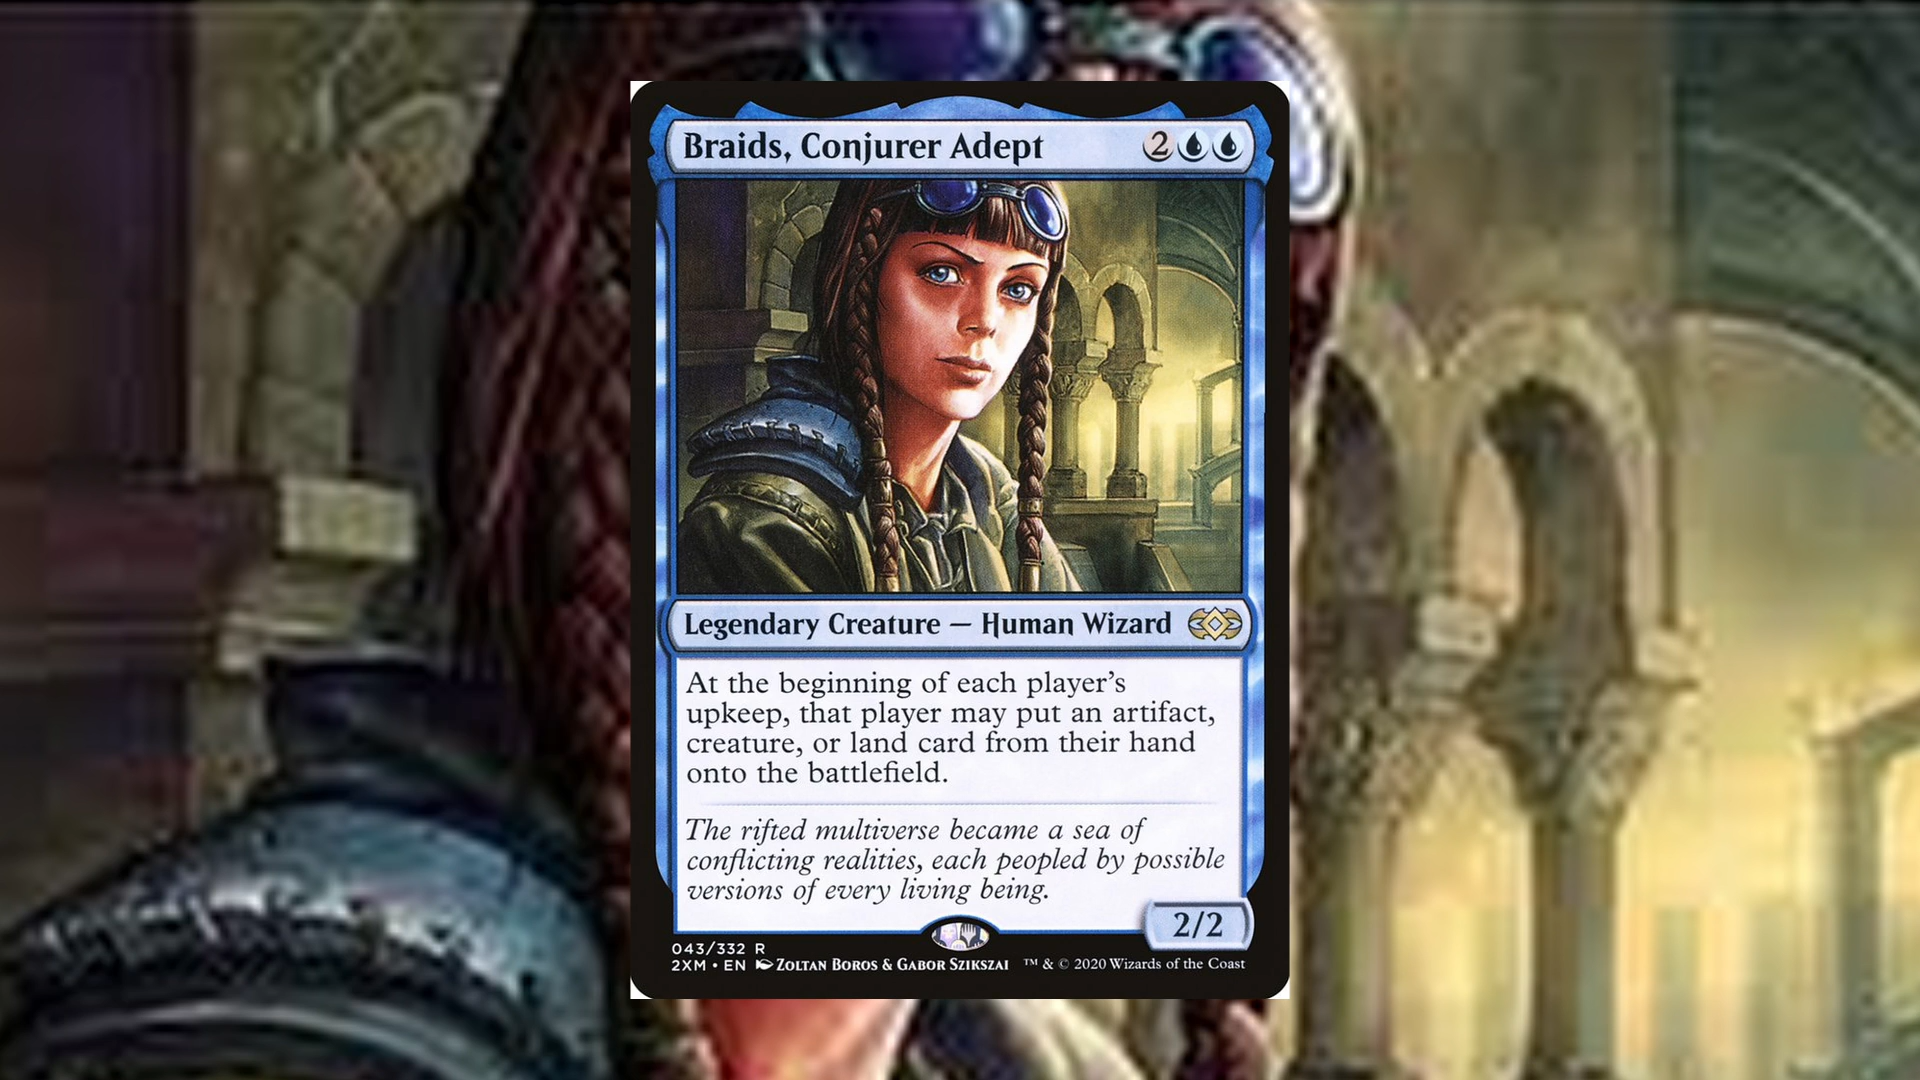 Braids, Conjurer Adept 2
Legendary Creature — Human Wizard
At the beginning of each player's
upkeep, that player may put an artifact,
creature, or land card from their hand
onto the battlefield.
The rifted multiverse became a sea of
conflicting realities, each peopled by possible
versions of every living being.
2/2
043/332 R
2XM • EN Zoltan Boros & Gabor Szikszai ™ & © 2020 Wizards of the Coast